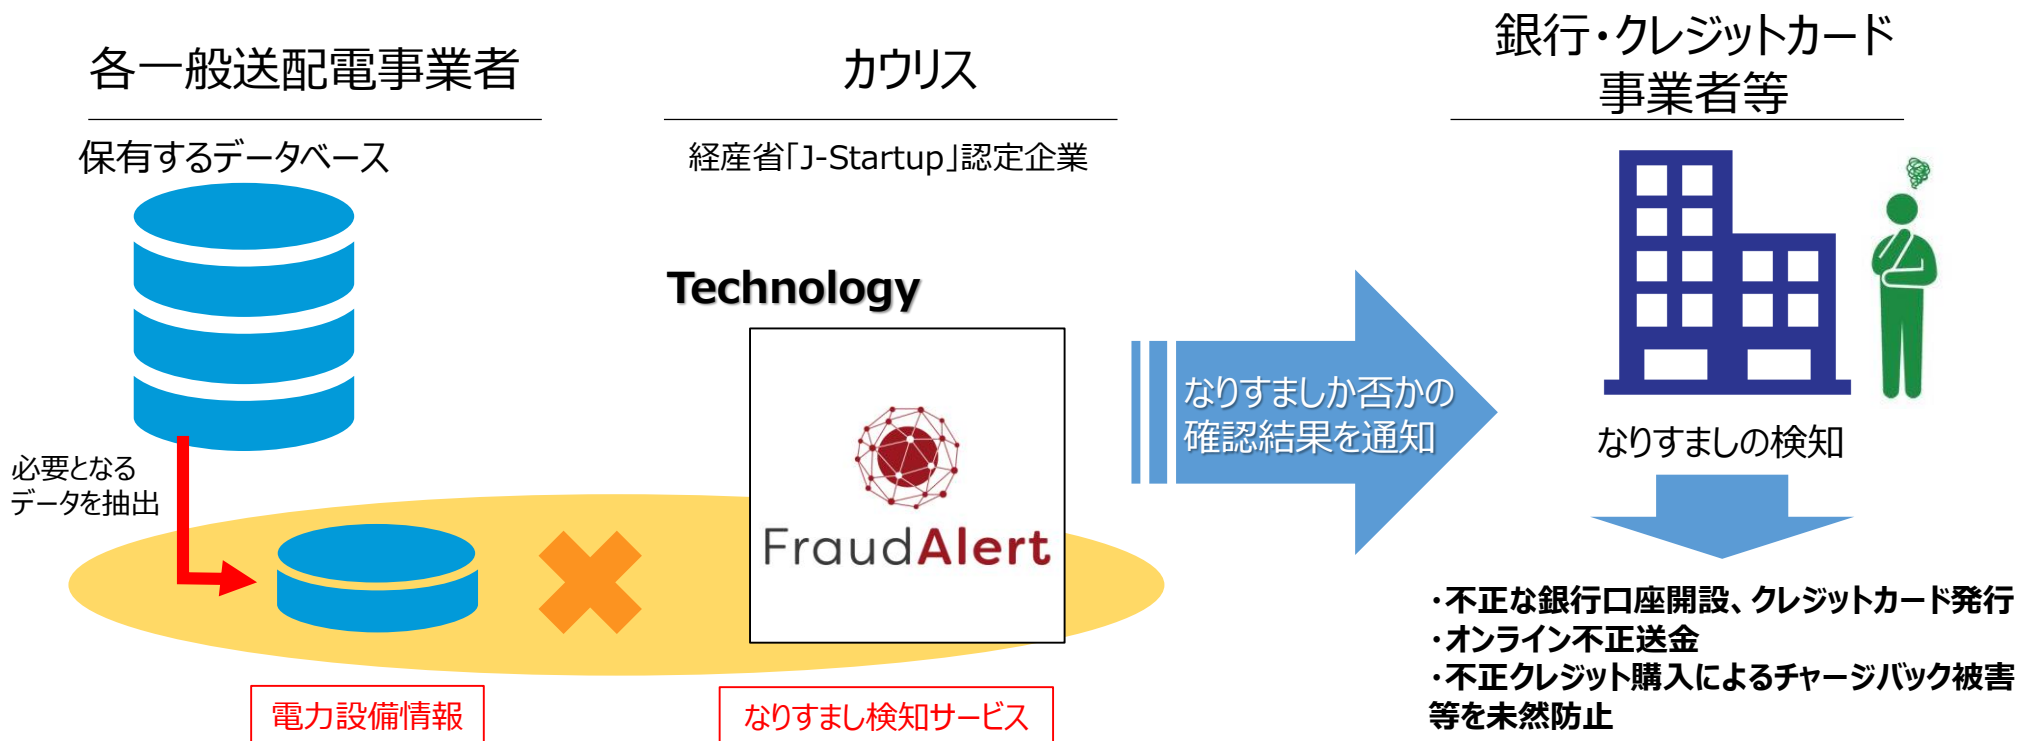 各一般送配電事業者
保有するデータベース
必要となる
データを抽出
電力設備情報
カウリス
経産省「J-Startup」認定企業
Technology
FraudAlert
なりすまし検知サービス
なりすましか否かの
確認結果を通知
銀行・クレジットカード
事業者等
なりすましの検知
・不正な銀行口座開設、クレジットカード発行
・オンライン不正送金
・不正クレジット購入によるチャージバック被害
等を未然防止